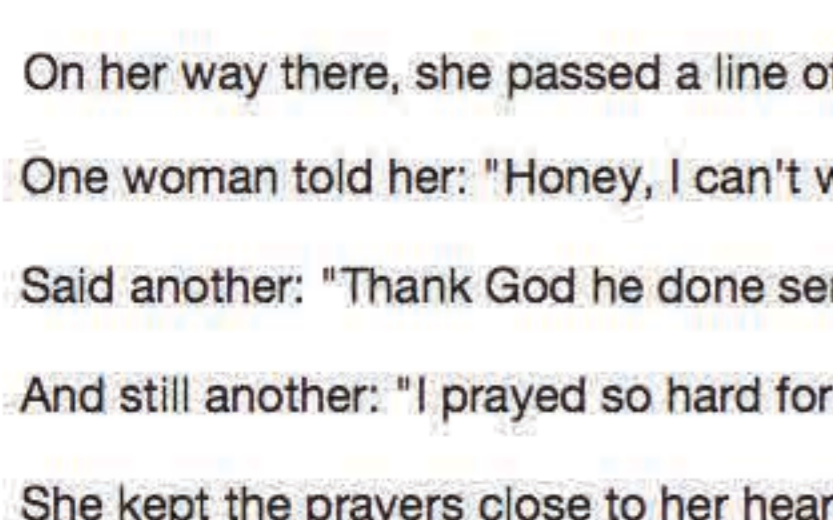 On her way there, she passed a line of
One woman told her: "Honey, I can't
Said another: "Thank God he done
And still another: "I prayed so hard for
She kept the prayers close to her